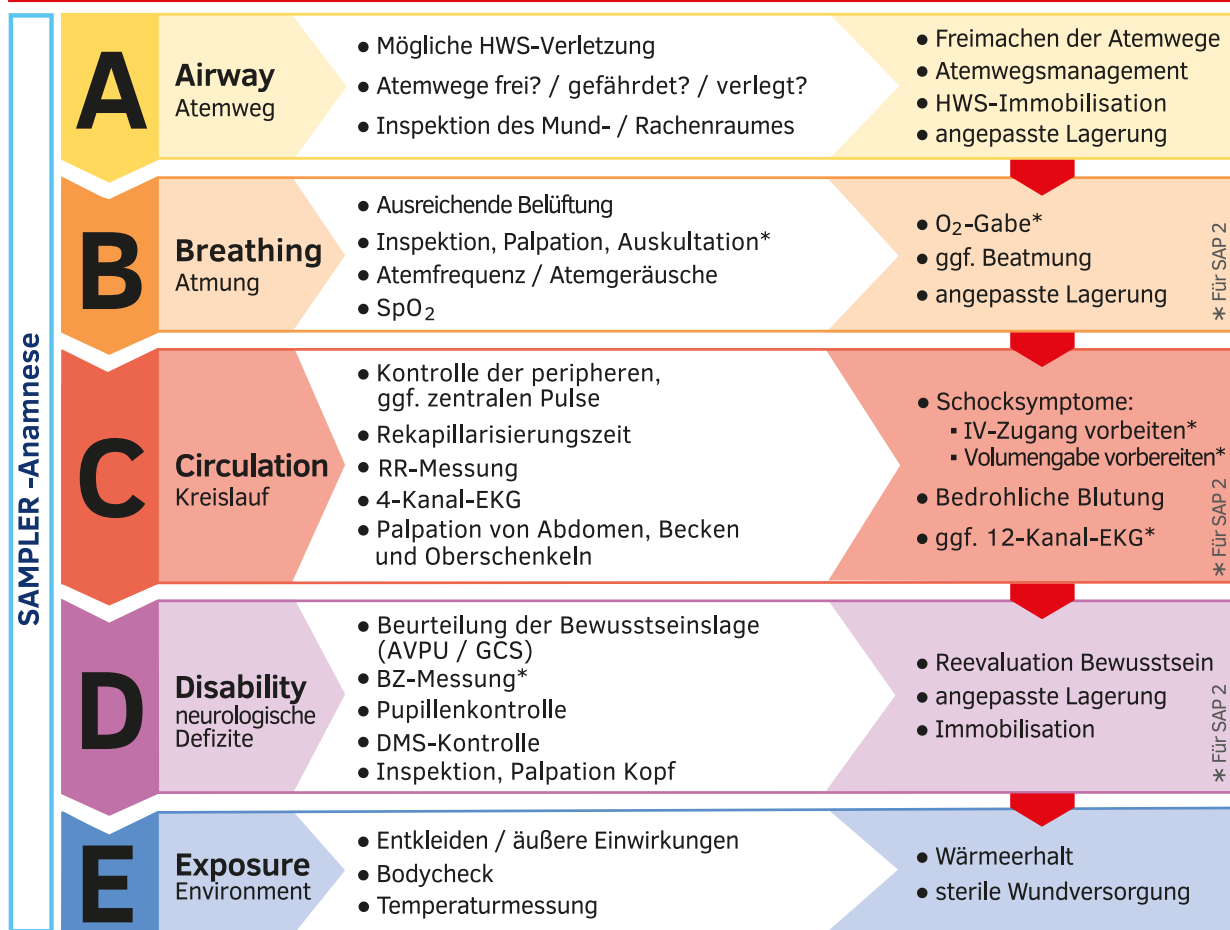 SAMPLER -Anamnese
A
Airway
Atemweg
● Mögliche HWS-Verletzung
● Atemwege frei? / gefährdet? / verlegt?
● Inspektion des Mund- / Rachenraumes
● Freimachen der Atemwege
● Atemwegsmanagement
● HWS-Immobilisation
● angepasste Lagerung
B
Breathing
Atmung
● Ausreichende Belüftung
● Inspektion, Palpation, Auskultation*
● Atemfrequenz / Atemgeräusche
● SpO₂
● O₂-Gabe*
● ggf. Beatmung
● angepasste Lagerung
* Für SAP 2
C
Circulation
Kreislauf
● Kontrolle der peripheren,
ggf. zentralen Pulse
● Rekapillarisierungszeit
● RR-Messung
● 4-Kanal-EKG
● Palpation von Abdomen, Becken
und Oberschenkeln
● Schocksymptome:
▪ IV-Zugang vorbeiten*
▪ Volumengabe vorbereiten*
● Bedrohliche Blutung
● ggf. 12-Kanal-EKG*
* Für SAP 2
D
Disability
neurologische
Defizite
● Beurteilung der Bewusstseinslage
(AVPU / GCS)
● BZ-Messung*
● Pupillenkontrolle
● DMS-Kontrolle
● Inspektion, Palpation Kopf
● Reevaluation Bewusstsein
● angepasste Lagerung
● Immobilisation
* Für SAP 2
E
Exposure
Environment
● Entkleiden / äußere Einwirkungen
● Bodycheck
● Temperaturmessung
● Wärmeerhalt
● sterile Wundversorgung